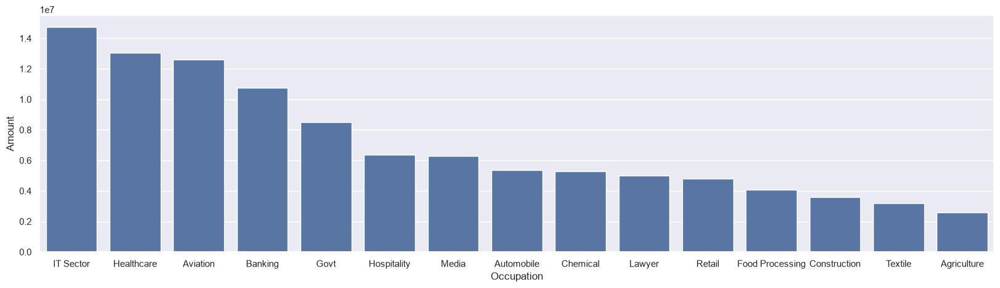 1e7
1.4
1.2
1.0
0.8
0.6
0.4
0.2
0.0
Amount
IT Sector Healthcare Aviation Banking Govt Hospitality Media Automobile Chemical Lawyer Retail Food Processing Construction Textile Agriculture
Occupation